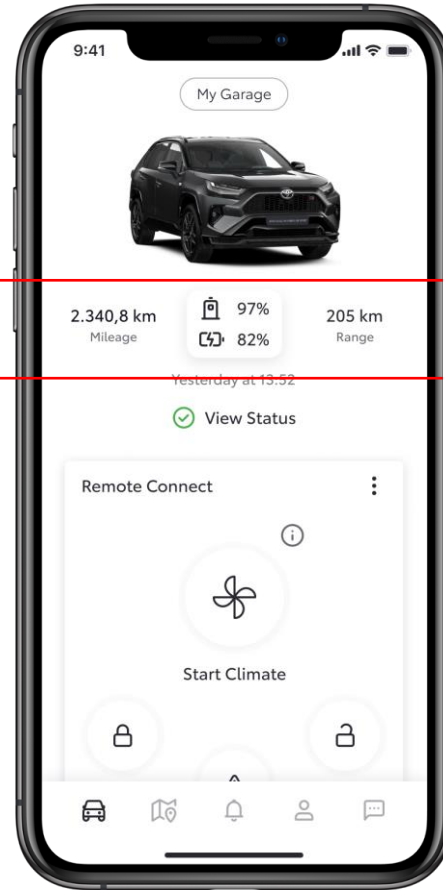 9:41
My Garage
2.340,8 km
Mileage
97%
82%
205 km
Range
Yesterday at 13:52
View Status
Remote Connect
Start Climate